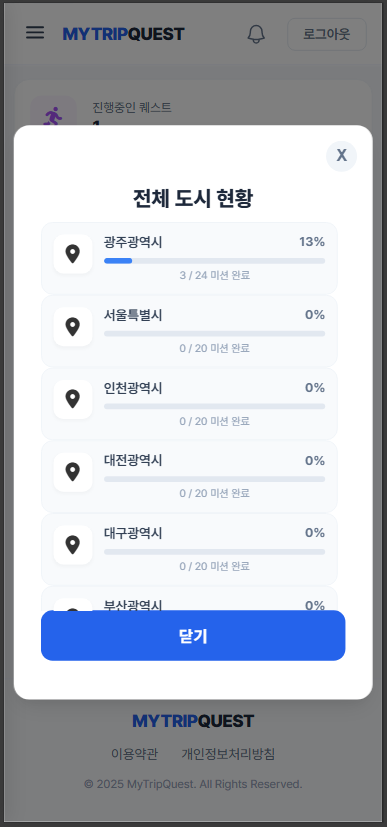 MYTRIPQUEST
로그아웃
진행중인 퀘스트
X
전체 도시 현황
광주광역시
13%
3 / 24 미션 완료
서울특별시
0%
0 / 20 미션 완료
인천광역시
0%
0 / 20 미션 완료
대전광역시
0%
0 / 20 미션 완료
대구광역시
0%
0 / 20 미션 완료
부산광역시
0%
닫기
MYTRIPQUEST
이용약관
개인정보처리방침
© 2025 MyTripQuest. All Rights Reserved.